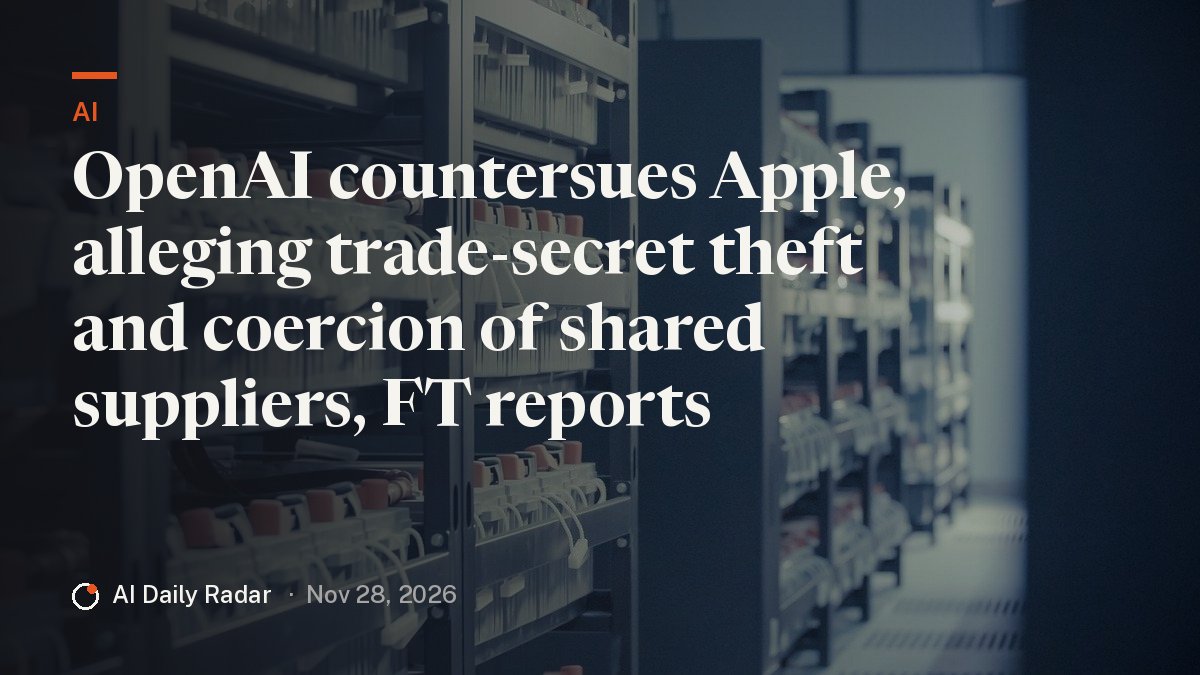 AI
OpenAI countersues Apple,
alleging trade-secret theft
and coercion of shared
suppliers, FT reports
AI Daily Radar · Nov 28, 2026